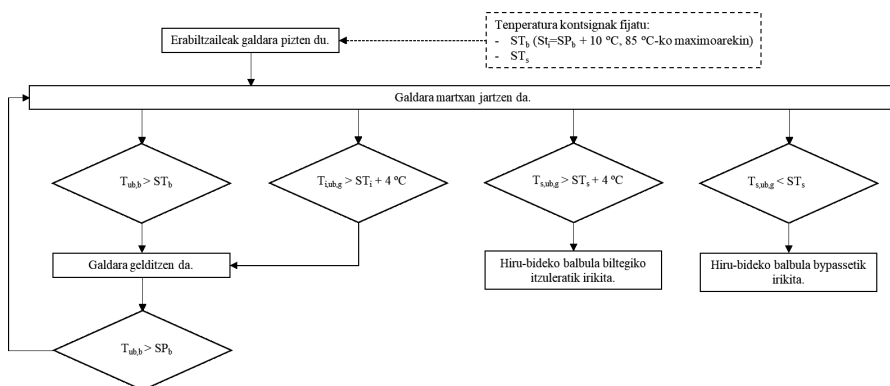 Tenperatura kontsignak fijatu:
- ST_b (St_i=SP_b + 10 ºC, 85 ºC-ko maximoarekin)
- ST_s
Erabiltzaileak galdara pizten du.
Galdara martxan jartzen da.
T_ub,b > ST_b
T_i,ub,g > ST_i + 4 ºC
T_s,ub,g > ST_s + 4 ºC
T_s,ub,g < ST_s
Galdara gelditzen da.
Hiru-bideko balbula biltegiko
itzuleratik irikita.
Hiru-bideko balbula bypassetik
irikita.
T_ub,b > SP_b